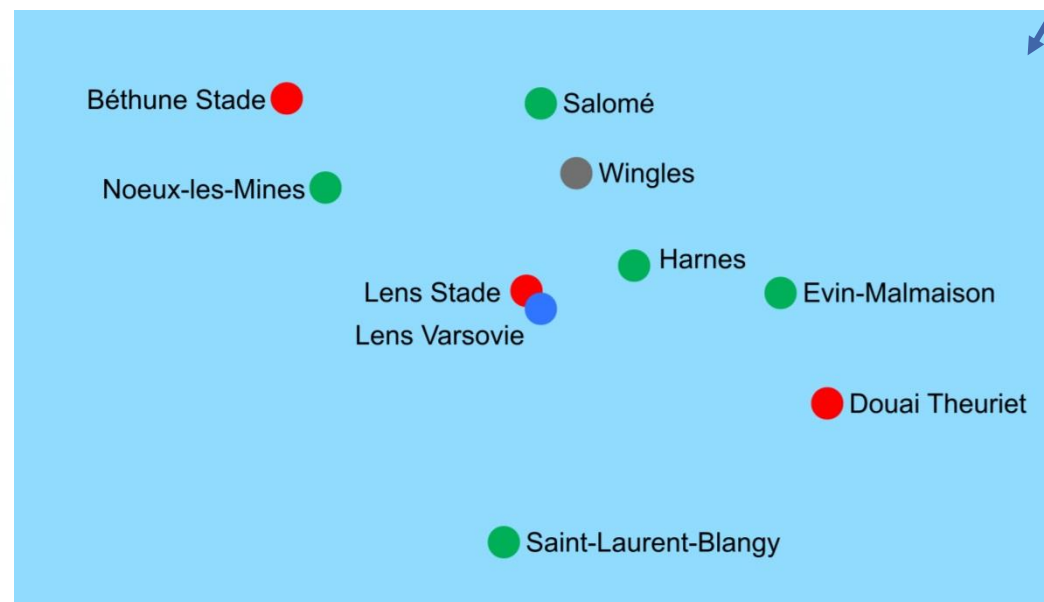 Béthune Stade
Salomé
Wingles
Noeux-les-Mines
Harnes
Lens Stade
Evin-Malmaison
Lens Varsovie
Douai Theuriet
Saint-Laurent-Blangy